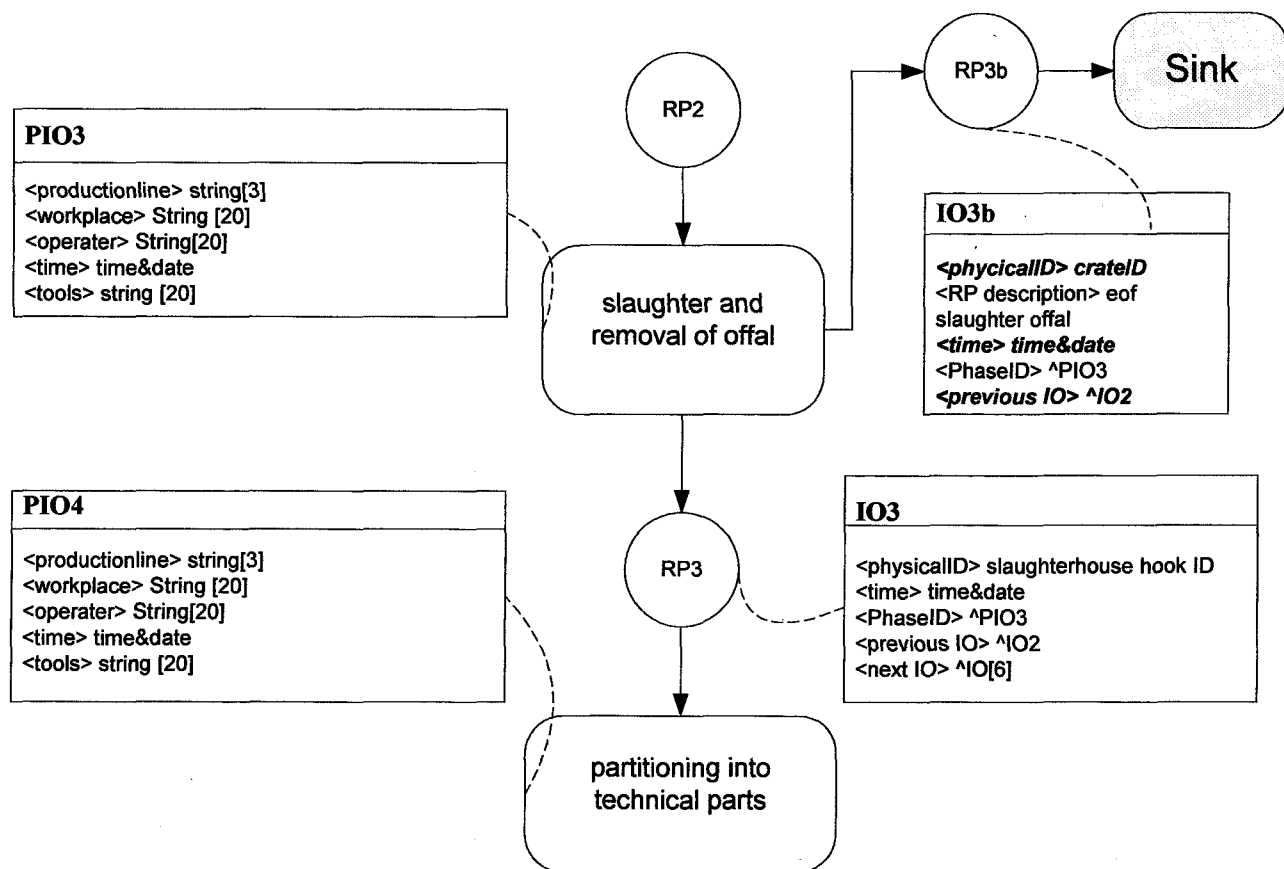 RP2
RP3b
Sink
PIO3
<productionline> string[3]
<workplace> String [20]
<operater> String[20]
<time> time&date
<tools> string [20]
slaughter and
removal of offal
IO3b
<phycicalID> crateID
<RP description> eof
slaughter offal
<time> time&date
<PhaseID> ^PIO3
<previous IO> ^IO2
PIO4
<productionline> string[3]
<workplace> String [20]
<operater> String[20]
<time> time&date
<tools> string [20]
RP3
IO3
<physicalID> slaughterhouse hook ID
<time> time&date
<PhaseID> ^PIO3
<previous IO> ^IO2
<next IO> ^IO[6]
partitioning into
technical parts